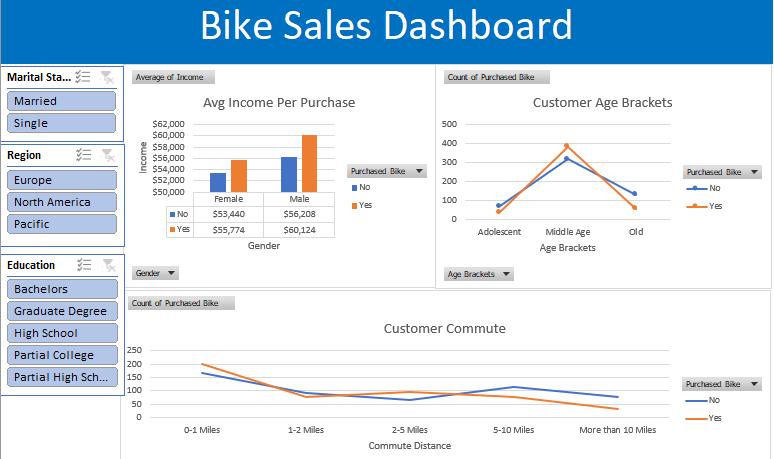 Bike Sales Dashboard
Marital Sta...
Married
Single
Region
Europe
North America
Pacific
Education
Bachelors
Graduate Degree
High School
Partial College
Partial High Sch...
Average of Income
Avg Income Per Purchase
Income
$62,000
$60,000
$58,000
$56,000
$54,000
$52,000
$50,000
Female Male
No $53,440 $56,208
Yes $55,774 $60,124
Gender
Purchased Bike
No
Yes
Gender
Count of Purchased Bike
Customer Age Brackets
500
400
300
200
100
0
Adolescent Middle Age Old
Age Brackets
Purchased Bike
No
Yes
Age Brackets
Count of Purchased Bike
Customer Commute
250
200
150
100
50
0
0-1 Miles 1-2 Miles 2-5 Miles 5-10 Miles More than 10 Miles
Commute Distance
Purchased Bike
No
Yes